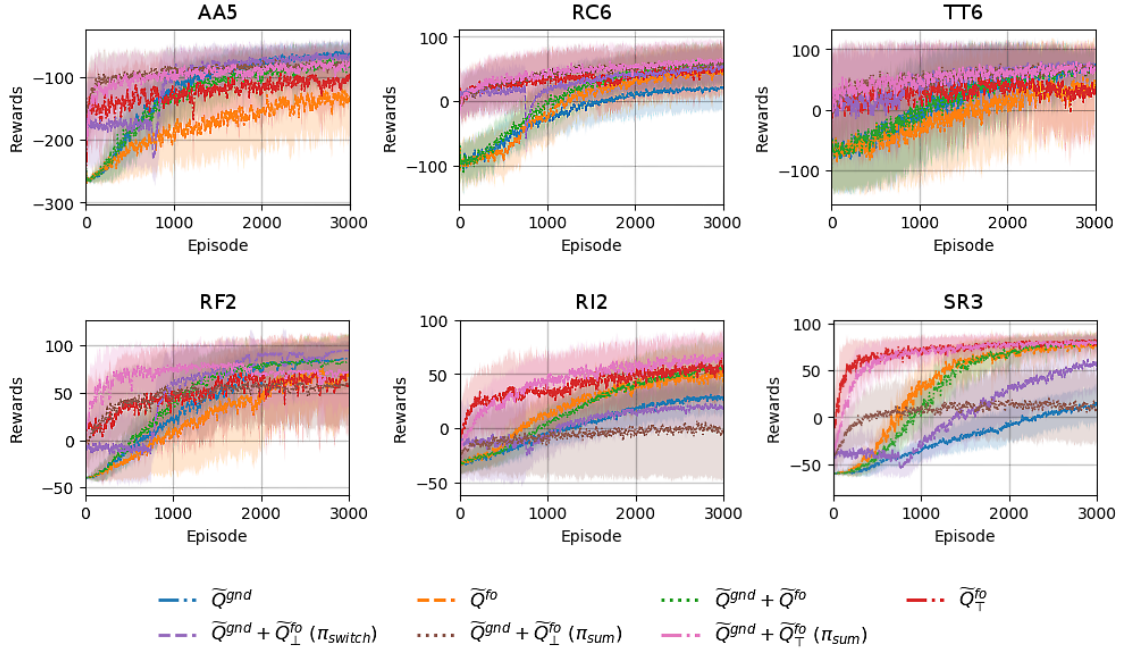 AA5 RC6 TT6
Rewards
−100
−200
−300
0 1000 2000 3000
Episode
Rewards
100
0
−100
0 1000 2000 3000
Episode
Rewards
100
0
−100
0 1000 2000 3000
Episode
RF2 RI2 SR3
Rewards
100
50
0
−50
0 1000 2000 3000
Episode
Rewards
100
50
0
−50
0 1000 2000 3000
Episode
Rewards
100
50
0
−50
0 1000 2000 3000
Episode
Q̃^gnd Q̃^fo Q̃^gnd + Q̃^fo Q̃_⊤
Q̃^gnd + Q̃^fo_⊥ (π_switch) Q̃^gnd + Q̃^fo_⊥ (π_sum) Q̃^gnd + Q̃^fo_⊤ (π_sum)